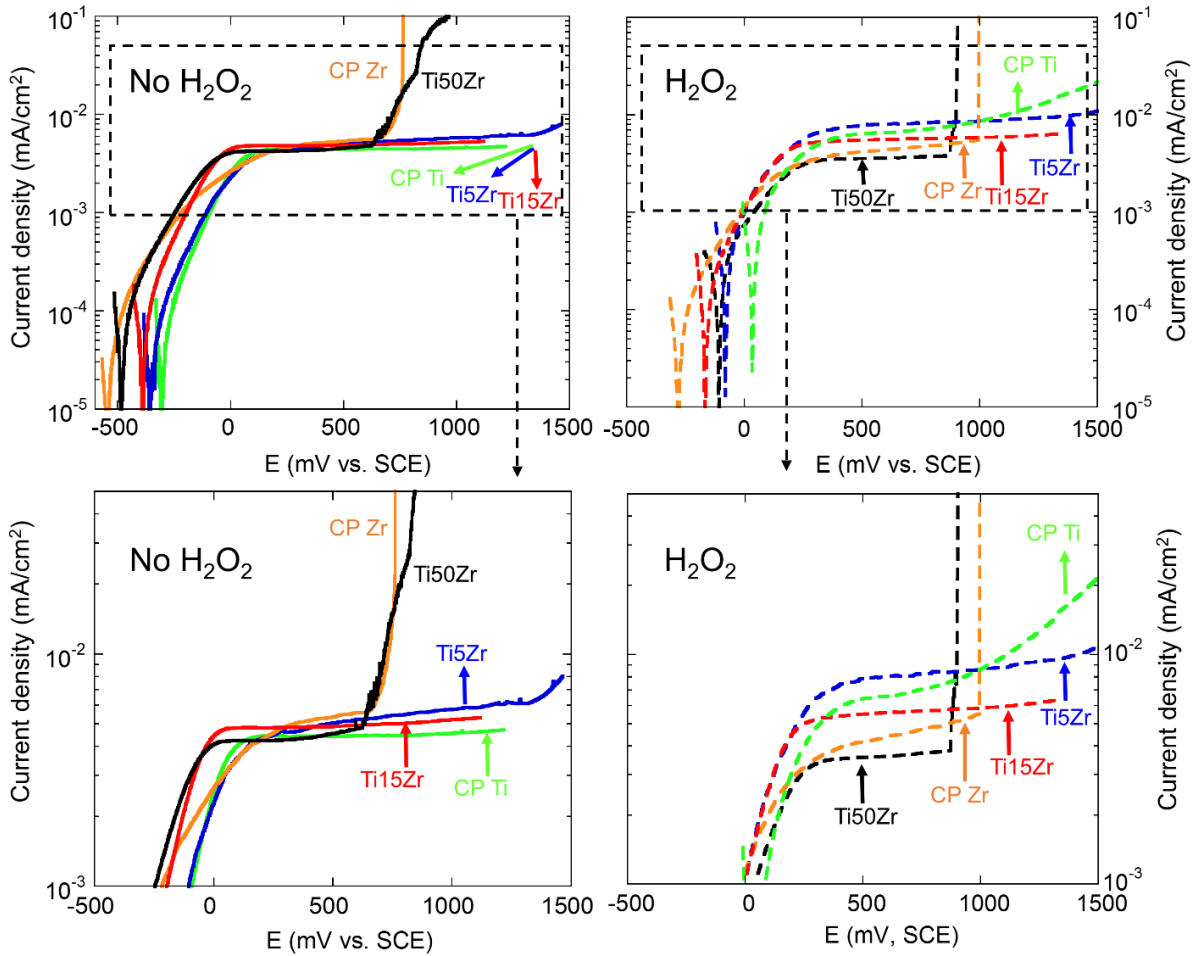 Current density (mA/cm²)
10⁻¹
10⁻²
10⁻³
10⁻⁴
10⁻⁵
No H₂O₂
CP Zr
Ti50Zr
CP Ti
Ti5Zr
Ti15Zr
-500 0 500 1000 1500
E (mV vs. SCE)
H₂O₂
CP Ti
Ti50Zr
CP Zr
Ti15Zr
Ti5Zr
10⁻¹
10⁻²
10⁻³
10⁻⁴
10⁻⁵
Current density (mA/cm²)
-500 0 500 1000 1500
E (mV vs. SCE)
Current density (mA/cm²)
10⁻²
10⁻³
No H₂O₂
CP Zr
Ti50Zr
Ti5Zr
Ti15Zr
CP Ti
-500 0 500 1000 1500
E (mV vs. SCE)
H₂O₂
CP Ti
Ti5Zr
Ti15Zr
CP Zr
Ti50Zr
10⁻²
10⁻³
Current density (mA/cm²)
-500 0 500 1000 1500
E (mV, SCE)